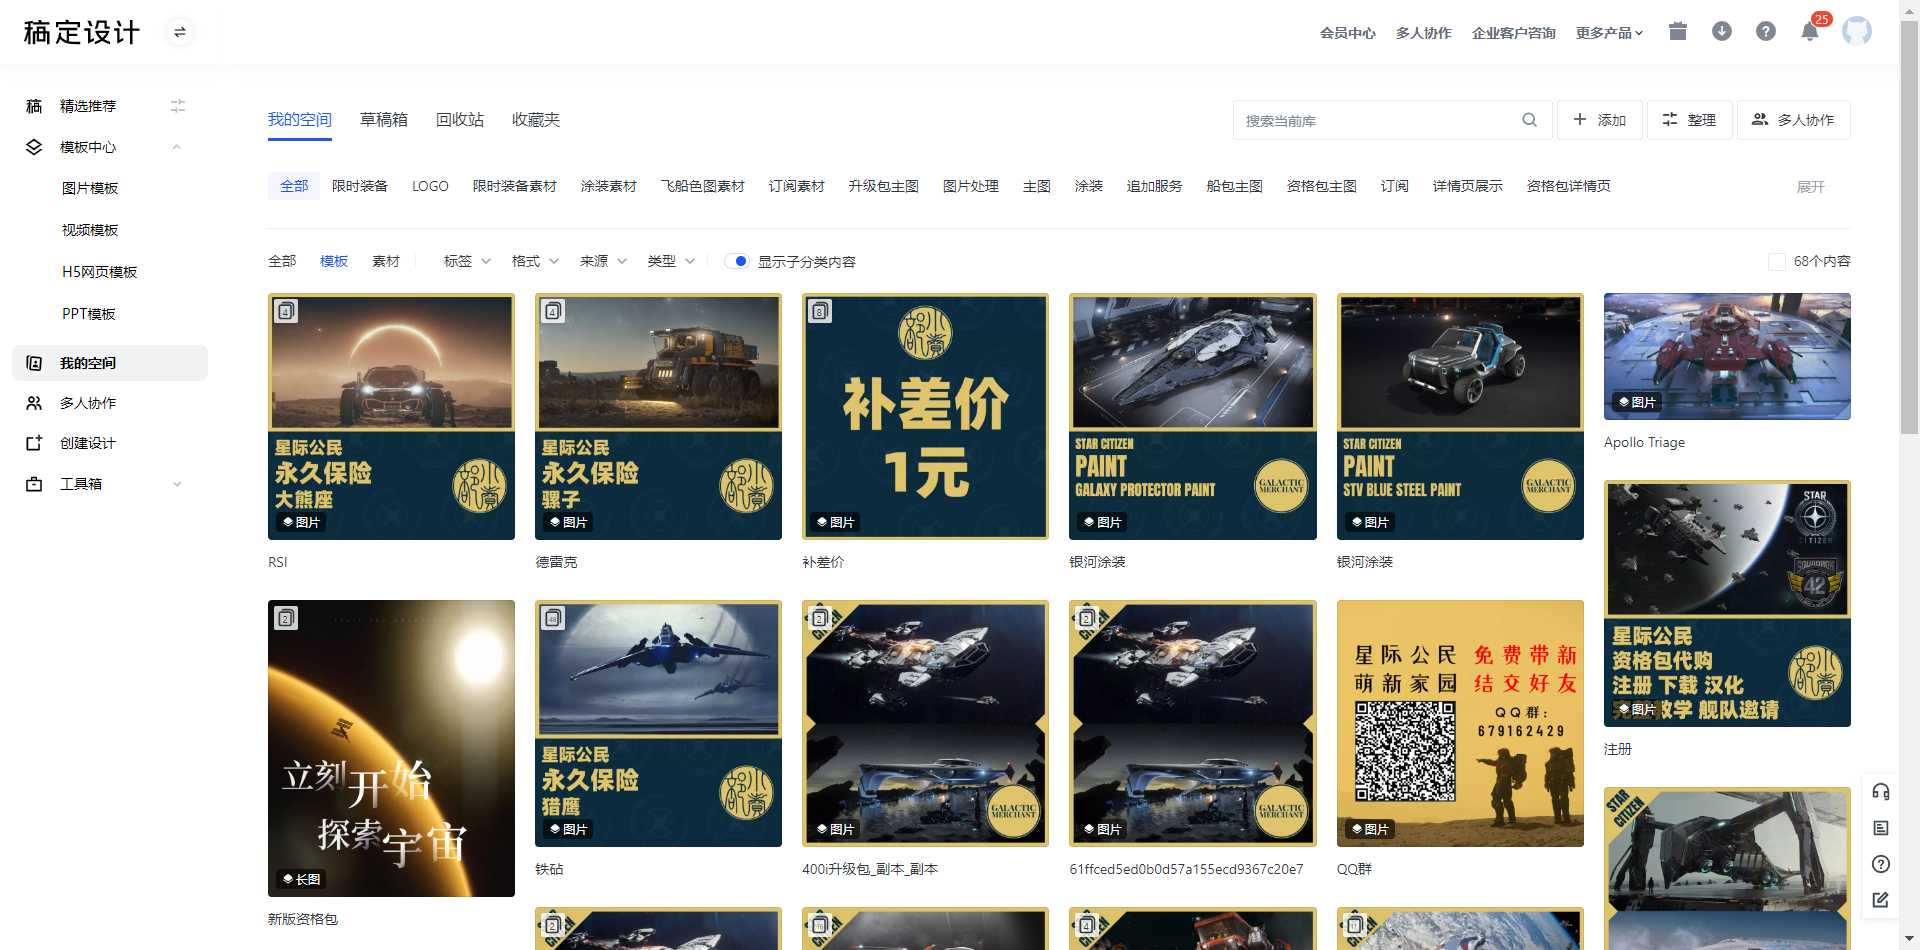 稿定设计
会员中心 多人协作 企业客户咨询 更多产品 25
精选推荐
模板中心
图片模板
视频模板
H5网页模板
PPT模板
我的空间
多人协作
创建设计
工具箱
我的空间 草稿箱 回收站 收藏夹
搜索当前库 添加 整理 多人协作
全部 限时装备 LOGO 限时装备素材 涂装素材 飞船色图素材 订阅素材 升级包主图 图片处理 主图 涂装 追加服务 船包主图 资格包主图 订阅 详情页展示 资格包详情页 展开
全部 模板 素材 标签 格式 来源 类型 显示子分类内容 68个内容
4
星际公民
永久保险
大熊座
图片
RSI
4
星际公民
永久保险
骡子
图片
德雷克
8
补差价
1元
图片
补差价
STAR CITIZEN
PAINT
GALAXY PROTECTOR PAINT
GALACTIC
MERCHANT
图片
银河涂装
STAR CITIZEN
PAINT
STV BLUE STEEL PAINT
GALACTIC
MERCHANT
图片
银河涂装
图片
Apollo Triage
STAR
CITIZEN
SQUADRON
42
星际公民
资格包代购
注册 下载 汉化
教学 舰队邀请
图片
注册
2
立刻开始
探索宇宙
长图
新版资格包
48
星际公民
永久保险
猎鹰
图片
铁砧
2
CITIZEN
GALACTIC
MERCHANT
图片
400i升级包_副本_副本
2
CITIZEN
GALACTIC
MERCHANT
图片
61ffced5ed0b0d57a155ecd9367c20e7
星际公民 免费带新
萌新家园 结交好友
QQ群:
679162429
图片
QQ群
STAR
CITIZEN
2
4